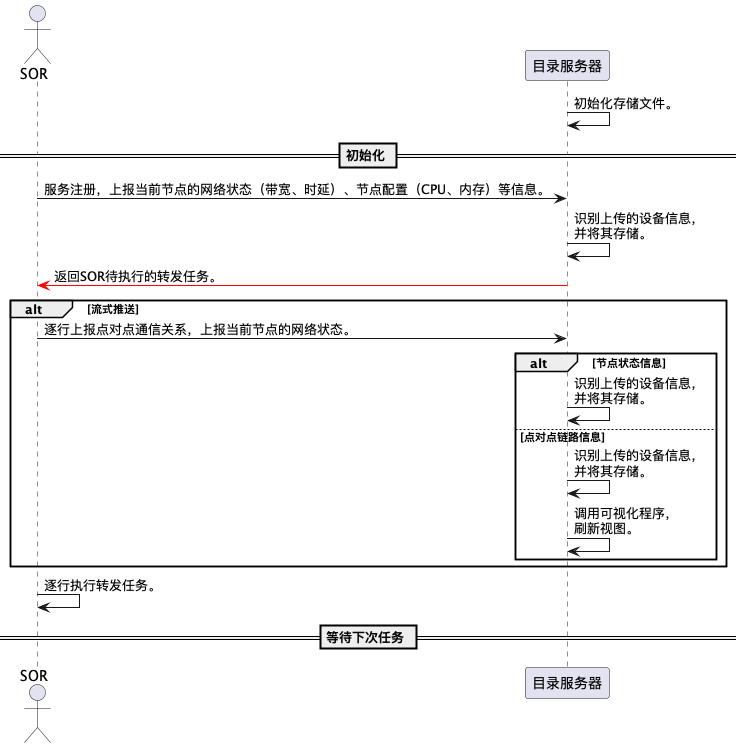 SOR
目录服务器
初始化存储文件。
初始化
服务注册，上报当前节点的网络状态（带宽、时延）、节点配置（CPU、内存）等信息。
识别上传的设备信息，
并将其存储。
返回SOR待执行的转发任务。
alt
[流式推送]
逐行上报点对点通信关系，上报当前节点的网络状态。
alt
[节点状态信息]
识别上传的设备信息，
并将其存储。
[点对点链路信息]
识别上传的设备信息，
并将其存储。
调用可视化程序，
刷新视图。
逐行执行转发任务。
等待下次任务
SOR
目录服务器